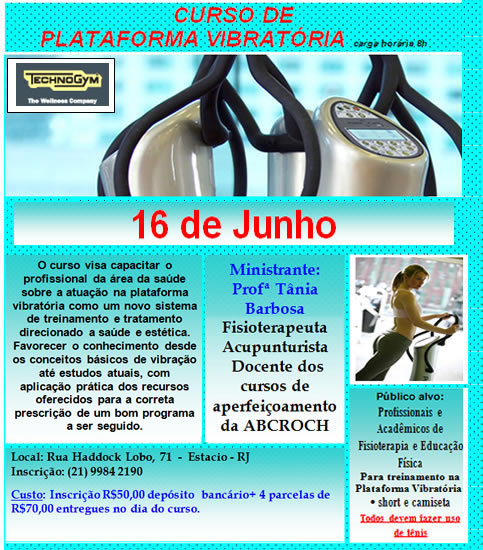 CURSO DE
PLATAFORMA VIBRATÓRIA carga horária 8h
TECHNOGYM
The Wellness Company
16 de Junho
O curso visa capacitar o
profissional da área da saúde
sobre a atuação na plataforma
vibratória como um novo sistema
de treinamento e tratamento
direcionado a saúde e estética.
Favorecer o conhecimento desde
os conceitos básicos de vibração
até estudos atuais, com
aplicação prática dos recursos
oferecidos para a correta
prescrição de um bom programa
a ser seguido.
Ministrante:
Profª Tânia
Barbosa
Fisioterapeuta
Acupunturista
Docente dos
cursos de
aperfeiçoamento
da ABCROCH
Público alvo:
Profissionais e
Acadêmicos de
Fisioterapia e Educação
Física
Para treinamento na
Plataforma Vibratória
• short e camiseta
Todos devem fazer uso
de tênis
Local: Rua Haddock Lobo, 71 - Estacio - RJ
Inscrição: (21) 9984 2190
Custo: Inscrição R$50,00 depósito bancário+ 4 parcelas de
R$70,00 entregues no dia do curso.